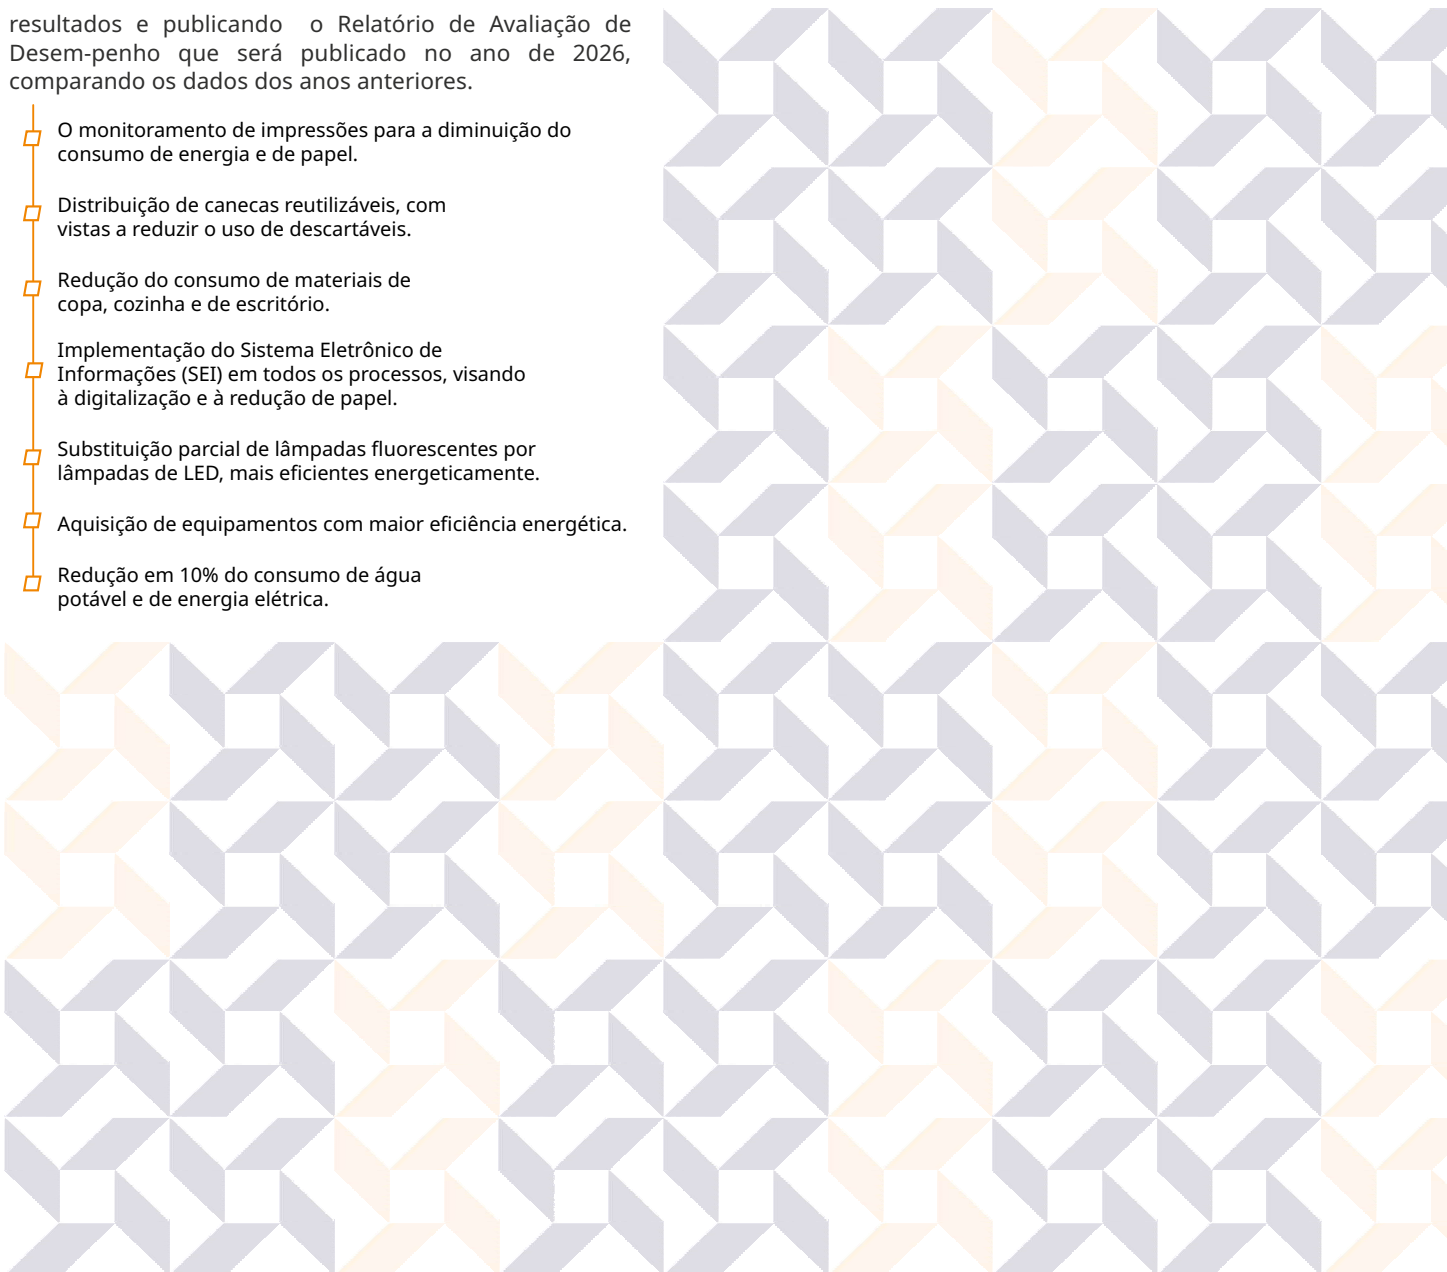 resultados e publicando o Relatório de Avaliação de
Desem-penho que será publicado no ano de 2026,
comparando os dados dos anos anteriores.
O monitoramento de impressões para a diminuição do
consumo de energia e de papel.
Distribuição de canecas reutilizáveis, com
vistas a reduzir o uso de descartáveis.
Redução do consumo de materiais de
copa, cozinha e de escritório.
Implementação do Sistema Eletrônico de
Informações (SEI) em todos os processos, visando
à digitalização e à redução de papel.
Substituição parcial de lâmpadas fluorescentes por
lâmpadas de LED, mais eficientes energeticamente.
Aquisição de equipamentos com maior eficiência energética.
Redução em 10% do consumo de água
potável e de energia elétrica.